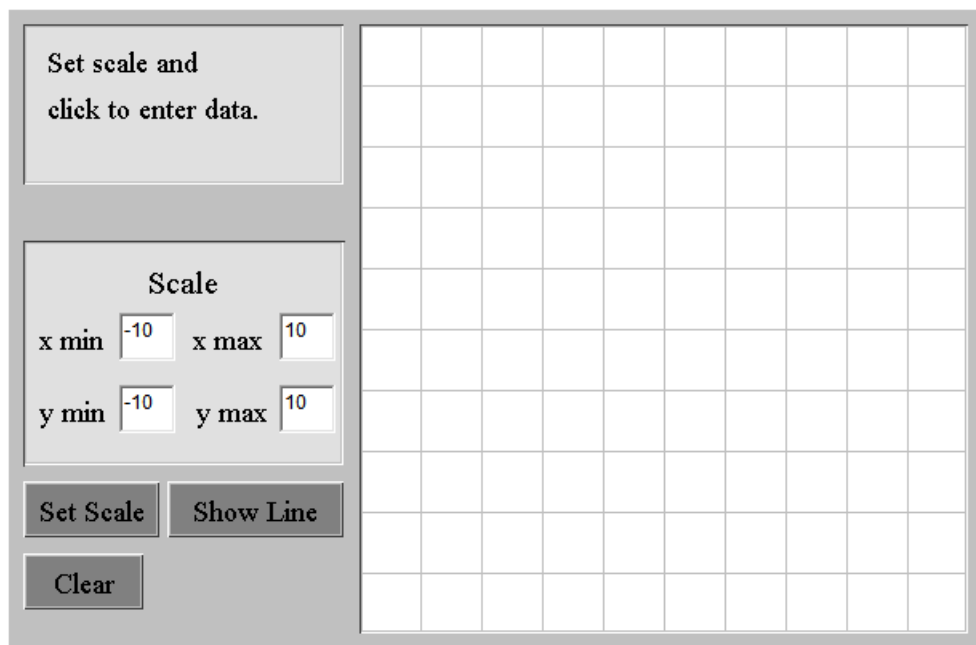 Set scale and
click to enter data.
Scale
x min -10 x max 10
y min -10 y max 10
Set Scale Show Line
Clear